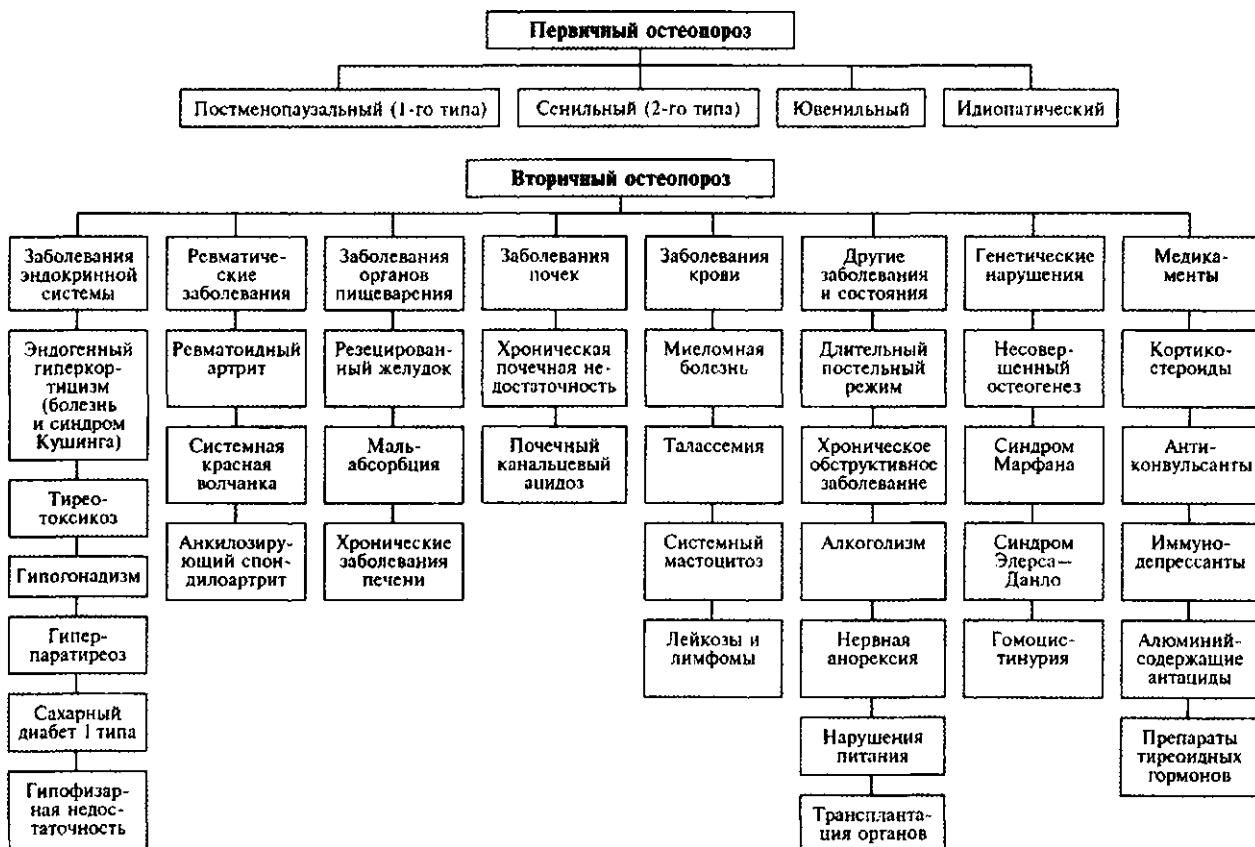 Первичный остеопороз
Постменопаузальный (1-го типа)
Сенильный (2-го типа)
Ювенильный
Идиопатический
Вторичный остеопороз
Заболевания
эндокринной
системы
Эндогенный
гиперкор-
тицизм
(болезнь
и синдром
Кушинга)
Тирео-
токсикоз
Гипогонадизм
Гипер-
паратиреоз
Сахарный
диабет 1 типа
Гипофизар-
ная недос-
таточность
Ревматиче-
ские
заболевания
Ревматоидный
артрит
Системная
красная
волчанка
Анкилозиру-
ющий спон-
дилоартрит
Заболевания
органов
пищеварения
Резецирован-
ный желудок
Маль-
абсорбция
Хронические
заболевания
печени
Заболевания
почек
Хроническая
почечная не-
достаточность
Почечный
канальцевый
ацидоз
Заболевания
крови
Миеломная
болезнь
Талассемия
Системный
мастоцитоз
Лейкозы и
лимфомы
Другие
заболевания
и состояния
Длительный
постельный
режим
Хроническое
обструктивное
заболевание
Алкоголизм
Нервная
анорексия
Нарушения
питания
Транспланта-
ция органов
Генетические
нарушения
Несовер-
шенный
остеогенез
Синдром
Марфана
Синдром
Элерса—
Данло
Гомоцис-
тинурия
Медика-
менты
Кортико-
стероиды
Анти-
конвульсанты
Иммуно-
депрессанты
Алюминий-
содержащие
антациды
Препараты
тиреоидных
гормонов